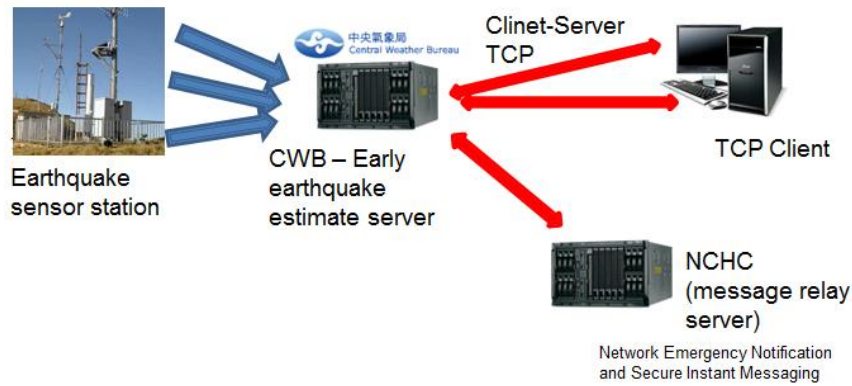 中央氣象局
Central Weather Bureau
Clinet-Server
TCP
Earthquake
sensor station
CWB – Early
earthquake
estimate server
TCP Client
NCHC
(message relay
server)
Network Emergency Notification
and Secure Instant Messaging